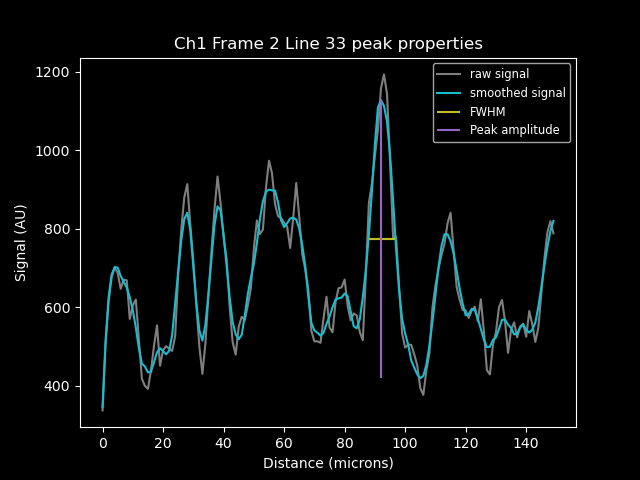 Ch1 Frame 2 Line 33 peak properties
raw signal
smoothed signal
FWHM
Peak amplitude
1200
1000
800
600
400
Signal (AU)
0 20 40 60 80 100 120 140
Distance (microns)